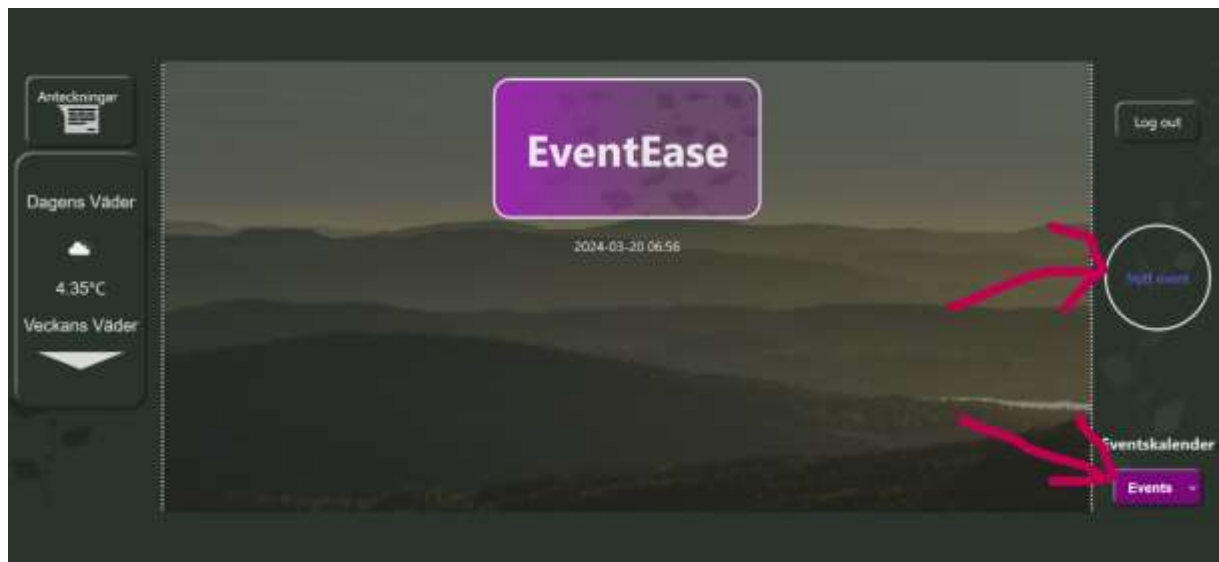 Anteckningar
Dagens Väder
4.35°C
Veckans Väder
EventEase
2024-03-20 06:56
Log out
Nytt event
Eventskalender
Events